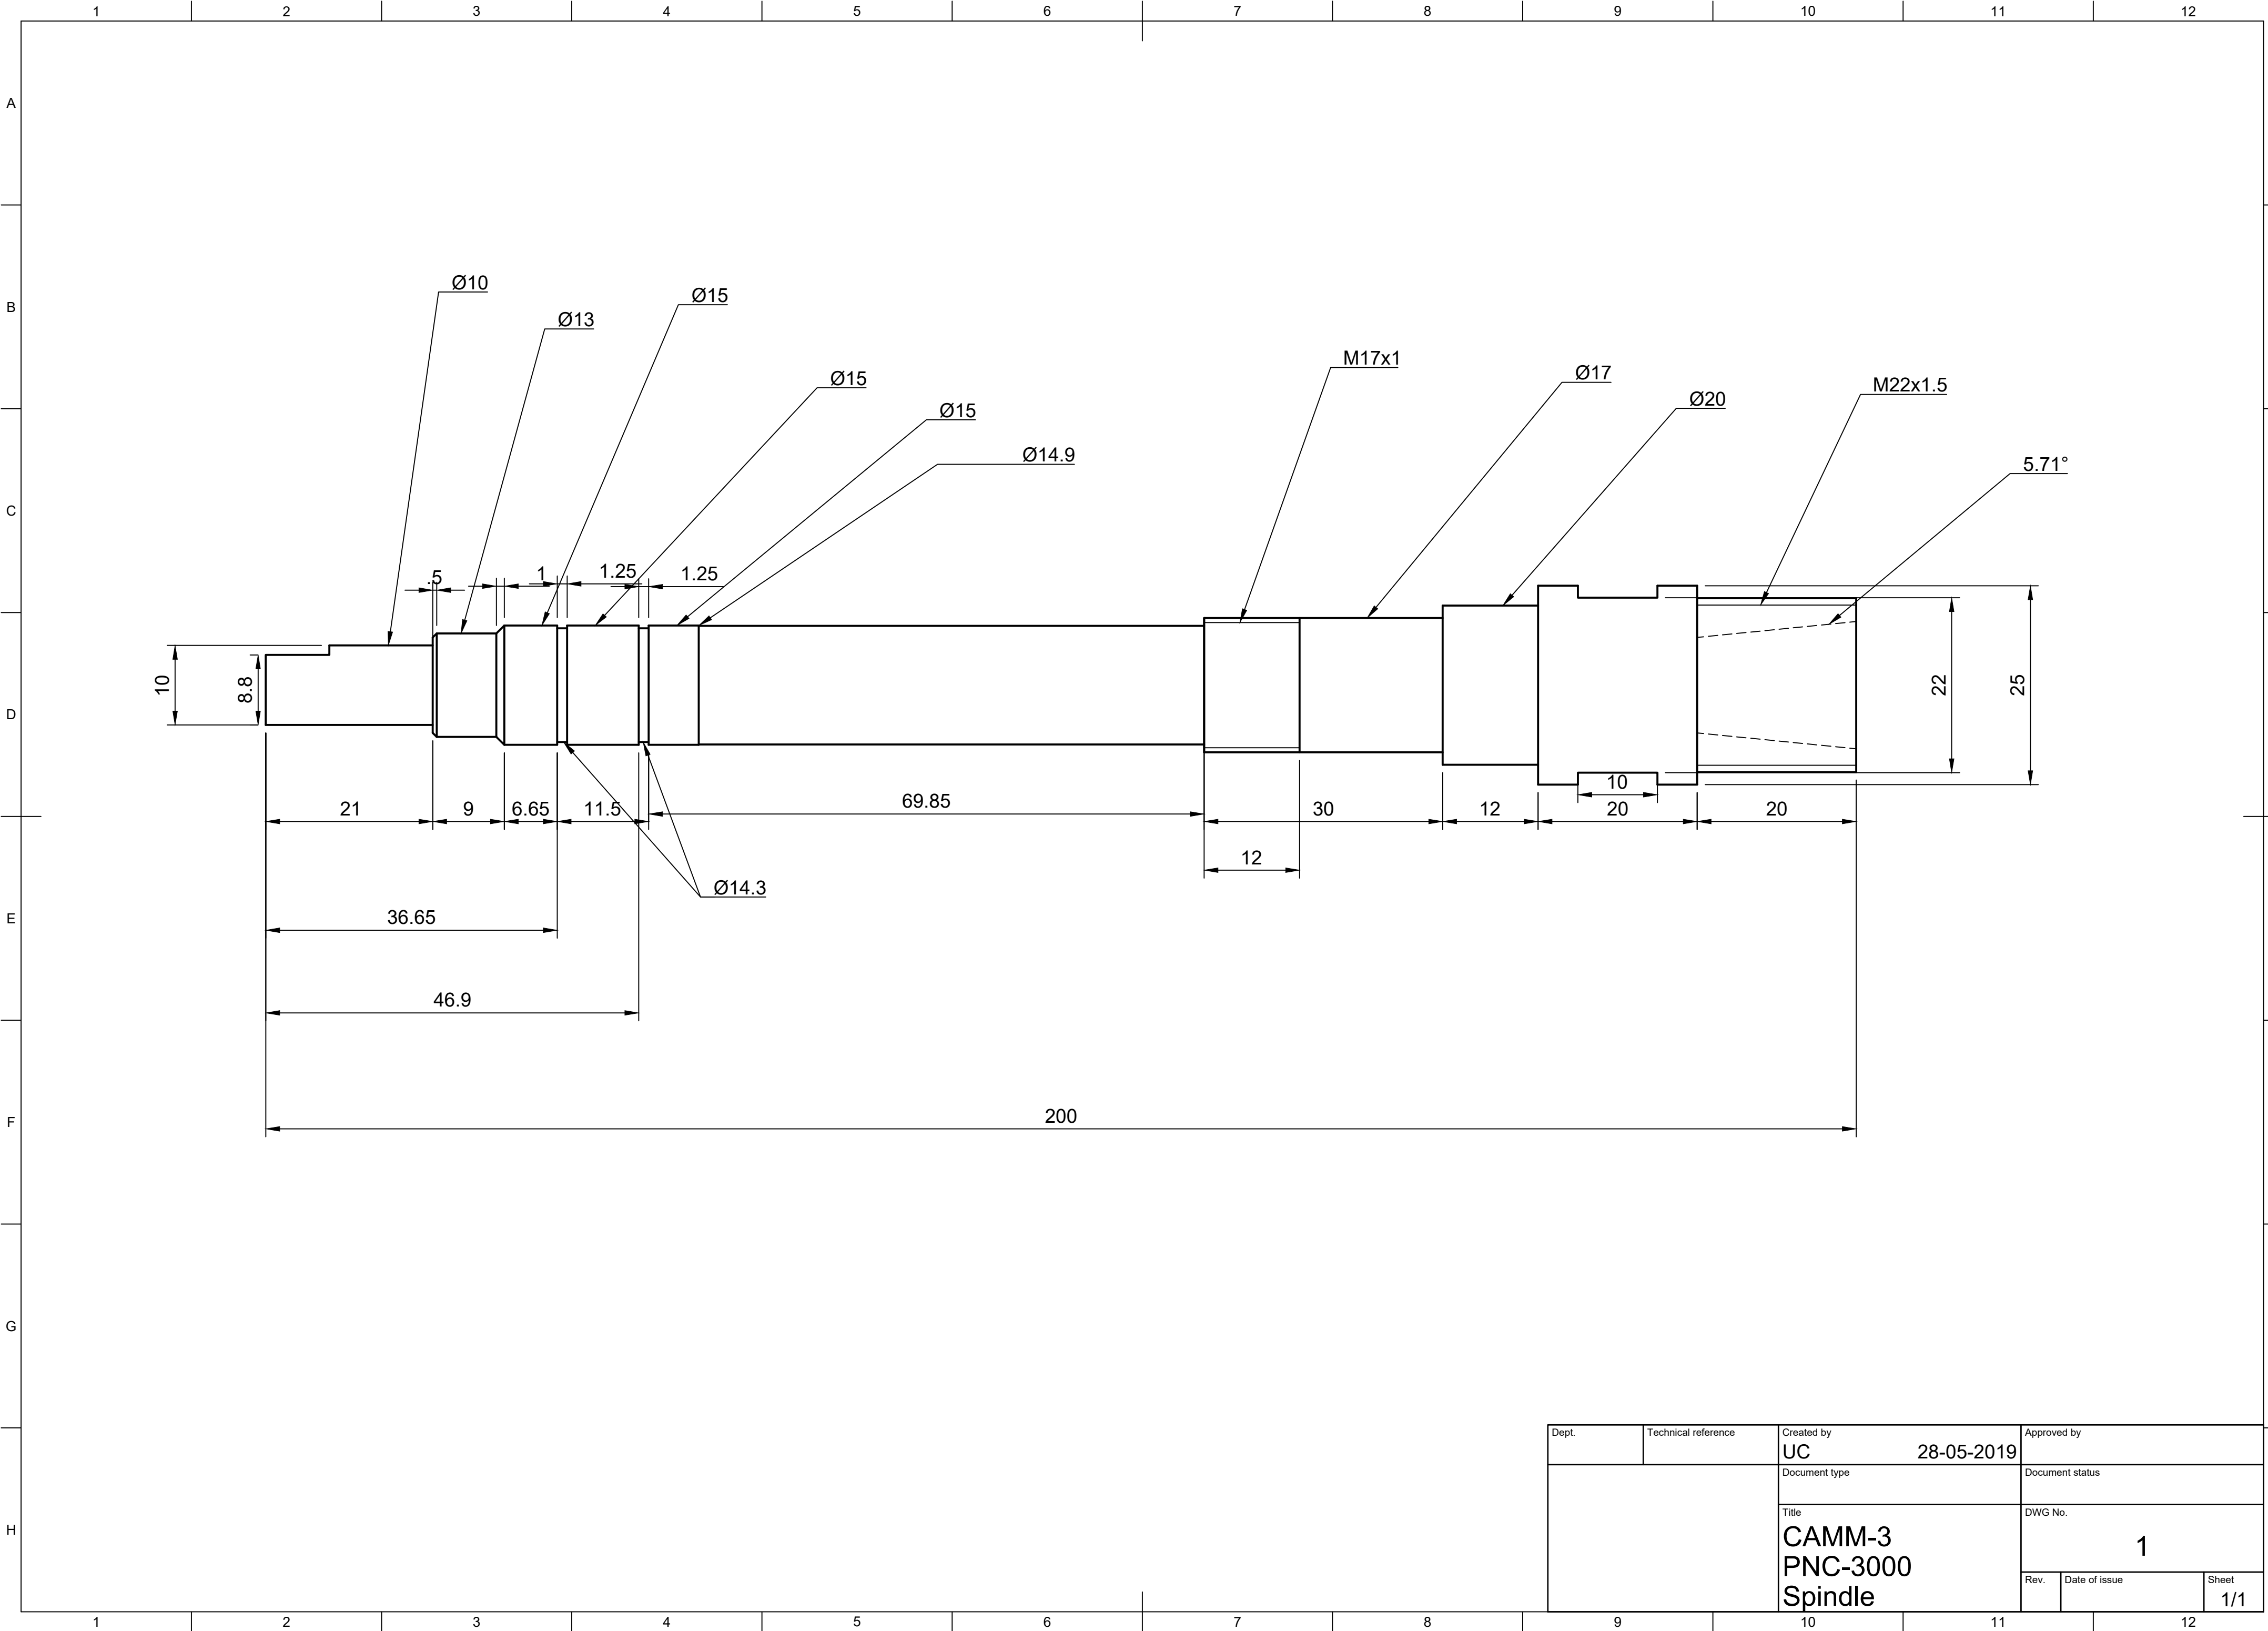 1 2 3 4 5 6 7 8 9 10 11 12
A
B
C
D
E
F
G
H
Ø10
Ø15
Ø13
M17x1
Ø17
Ø15
M22x1.5
Ø20
Ø15
Ø14.9
5.71°
.5
1
1.25
1.25
10
8.8
22
25
10
21
9
6.65
11.5
69.85
30
12
20
20
12
Ø14.3
36.65
46.9
200
Dept.
Technical reference
Created by
UC 28-05-2019
Approved by
Document type
Document status
Title
CAMM-3
PNC-3000
Spindle
DWG No.
1
Rev.
Date of issue
Sheet
1/1
1 2 3 4 5 6 7 8 9 10 11 12